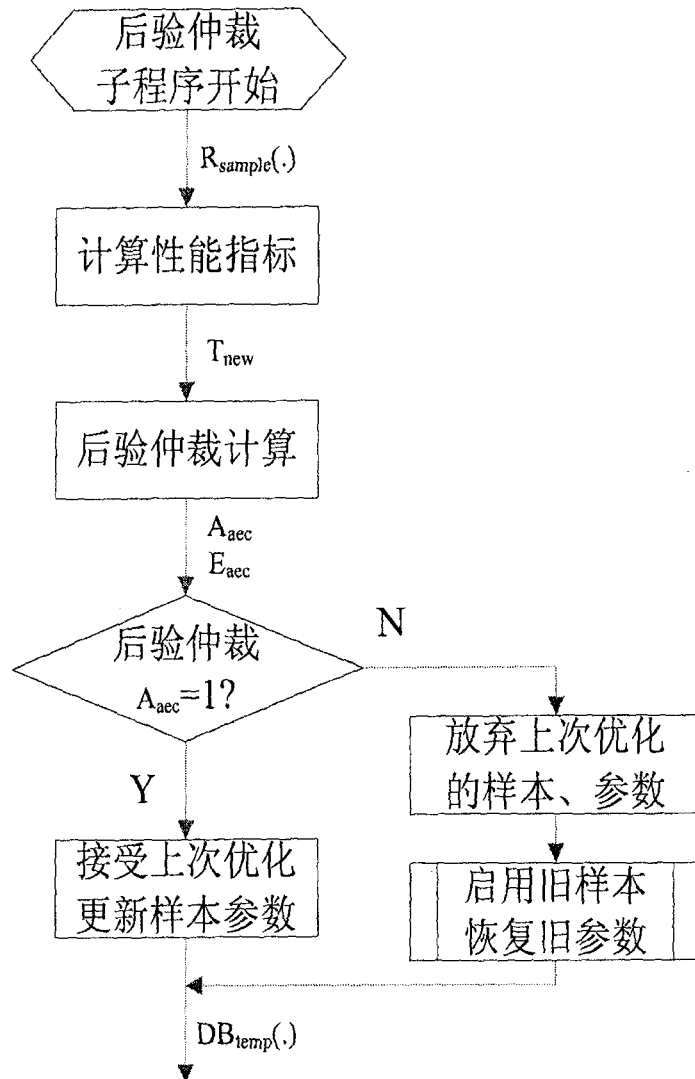 后验仲裁
子程序开始
R_sample(.)
计算性能指标
T_new
后验仲裁计算
A_aec
E_aec
后验仲裁
A_aec=1?
N
Y
放弃上次优化
的样本、参数
接受上次优化
更新样本参数
启用旧样本
恢复旧参数
DB_temp(.)